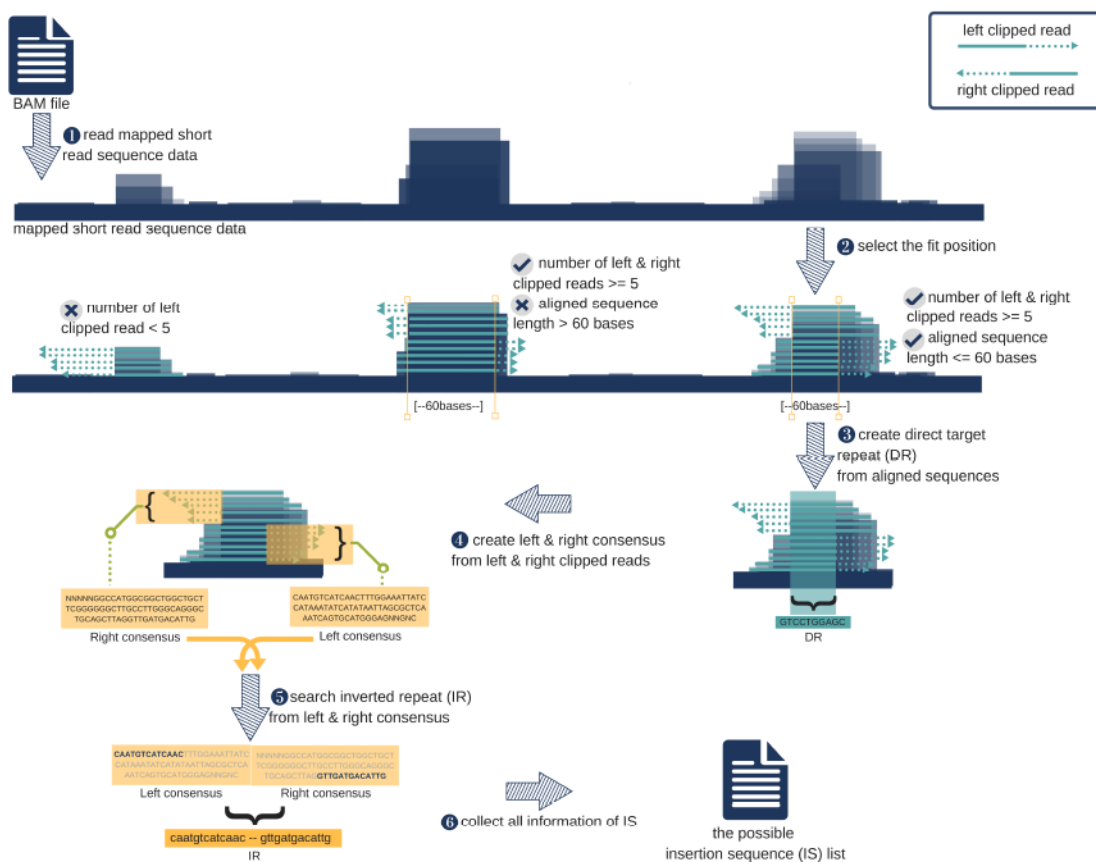 left clipped read
right clipped read
BAM file
1 read mapped short
read sequence data
mapped short read sequence data
2 select the fit position
number of left
clipped read < 5
number of left & right
clipped reads >= 5
aligned sequence
length > 60 bases
number of left & right
clipped reads >= 5
aligned sequence
length <= 60 bases
[--60bases--]
[--60bases--]
3 create direct target
repeat (DR)
from aligned sequences
4 create left & right consensus
from left & right clipped reads
{
}
NNNNNGGCCATGGCGGCTGGCTGCT
TCGGGGGGCTTGCCTTGGGCAGGGC
TGCAGCTTAGGTTGATGACATTG
Right consensus
CAATGTCATCAACTTTGGAAATTATC
CATAAATATCATATAATTAGCGCTCA
AATCAGTGCATGGGAGNNGNC
Left consensus
GTCCTGGAGC
DR
5 search inverted repeat (IR)
from left & right consensus
CAATGTCATCAACTTTGGAAATTATC
CATAAATATCATATAATTAGCGCTCA
AATCAGTGCATGGGAGNNGNC
Left consensus
NNNNNGGCCATGGCGGCTGGCTGCT
TCGGGGGGCTTGCCTTGGGCAGGGC
TGCAGCTTAGGTTGATGACATTG
Right consensus
caatgtcatcaac -- gttgatgacattg
IR
6 collect all information of IS
the possible
insertion sequence (IS) list